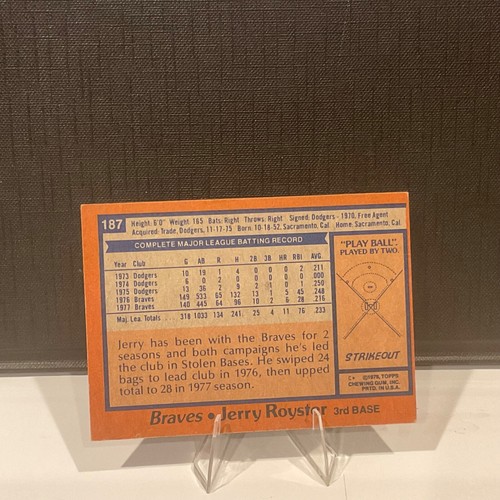 187 Height: 6'0" Weight: 165 Bats: Right Throws: Right Signed: Dodgers - 1970, Free Agent
Acquired: Trade, Dodgers, 11-17-75 Born: 10-18-52, Sacramento, Cal. Home: Sacramento, Cal.
COMPLETE MAJOR LEAGUE BATTING RECORD
Year Club G AB R H 2B 3B HR RBI AVG.
1973 Dodgers 10 19 1 4 0 0 0 2 .211
1974 Dodgers 6 0 2 0 0 0 0 0 .000
1975 Dodgers 13 36 2 9 2 1 0 1 .250
1976 Braves 149 533 65 132 13 1 5 45 .248
1977 Braves 140 445 64 96 10 2 6 28 .216
Maj. Lea. Totals 318 1033 134 241 25 4 11 76 .233
Jerry has been with the Braves for 2
seasons and both campaigns he's led
the club in Stolen Bases. He swiped 24
bags to lead club in 1976, then upped
total to 28 in 1977 season.
"PLAY BALL"
PLAYED BY TWO.
STRIKEOUT
©1978, TOPPS
CHEWING GUM, INC.
PRTD. IN U.S.A.
Braves • Jerry Royster 3rd BASE